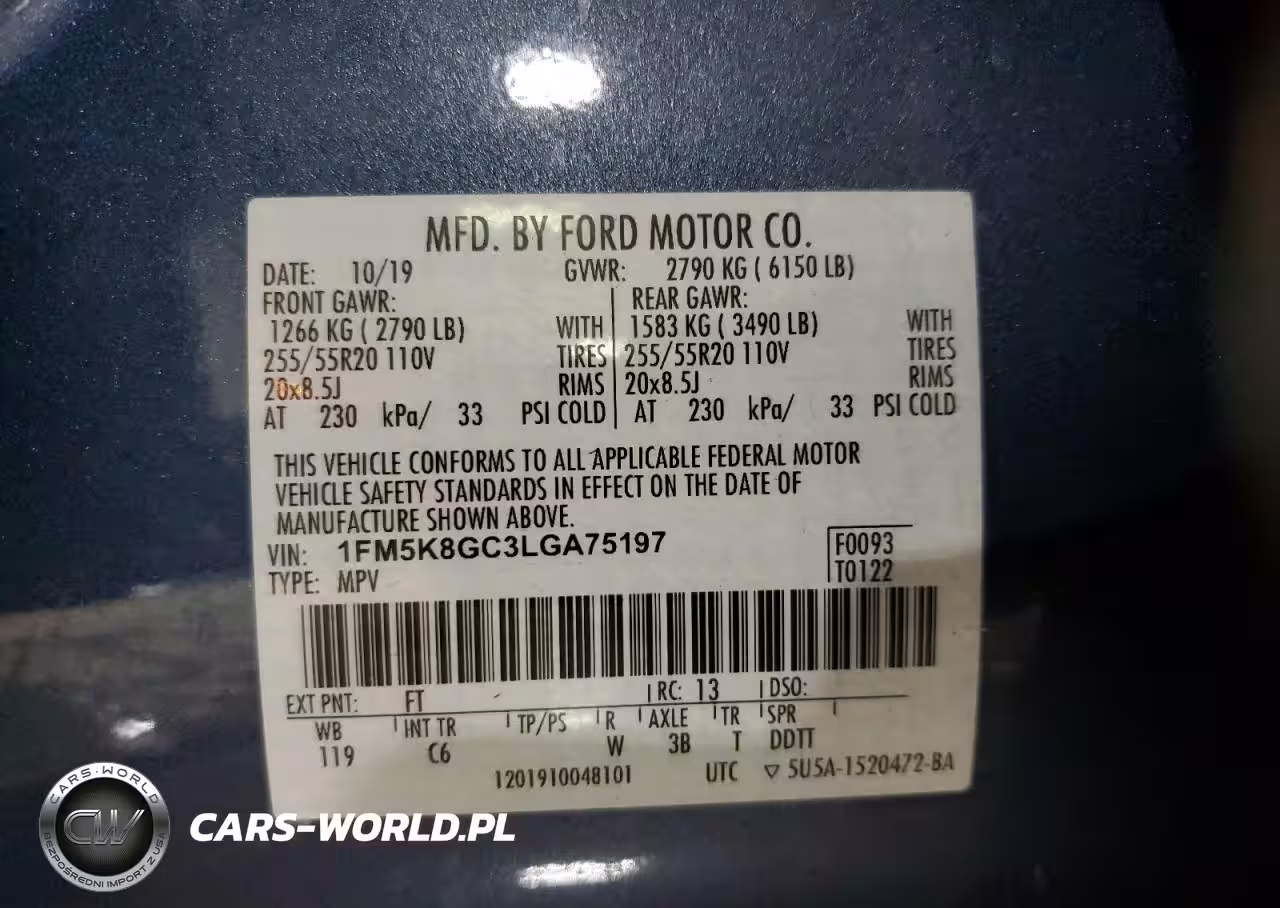 MFD. BY FORD MOTOR CO.
DATE: 10/19 GVWR: 2790 KG ( 6150 LB)
FRONT GAWR: REAR GAWR:
1266 KG ( 2790 LB) WITH 1583 KG ( 3490 LB) WITH
255/55R20 110V TIRES 255/55R20 110V TIRES
20x8.5J RIMS 20x8.5J RIMS
AT 230 kPa/ 33 PSI COLD AT 230 kPa/ 33 PSI COLD
THIS VEHICLE CONFORMS TO ALL APPLICABLE FEDERAL MOTOR
VEHICLE SAFETY STANDARDS IN EFFECT ON THE DATE OF
MANUFACTURE SHOWN ABOVE.
VIN: 1FM5K8GC3LGA75197 F0093
TYPE: MPV T0122
EXT PNT: FT RC: 13 DSO:
WB INT TR TP/PS R AXLE TR SPR
119 C6 W 3B T DDTT
1201910048101 UTC ▽ 5U5A-1520472-BA
CARS-WORLD
CW
BEZPOŚREDNI IMPORT Z USA
CARS-WORLD.PL